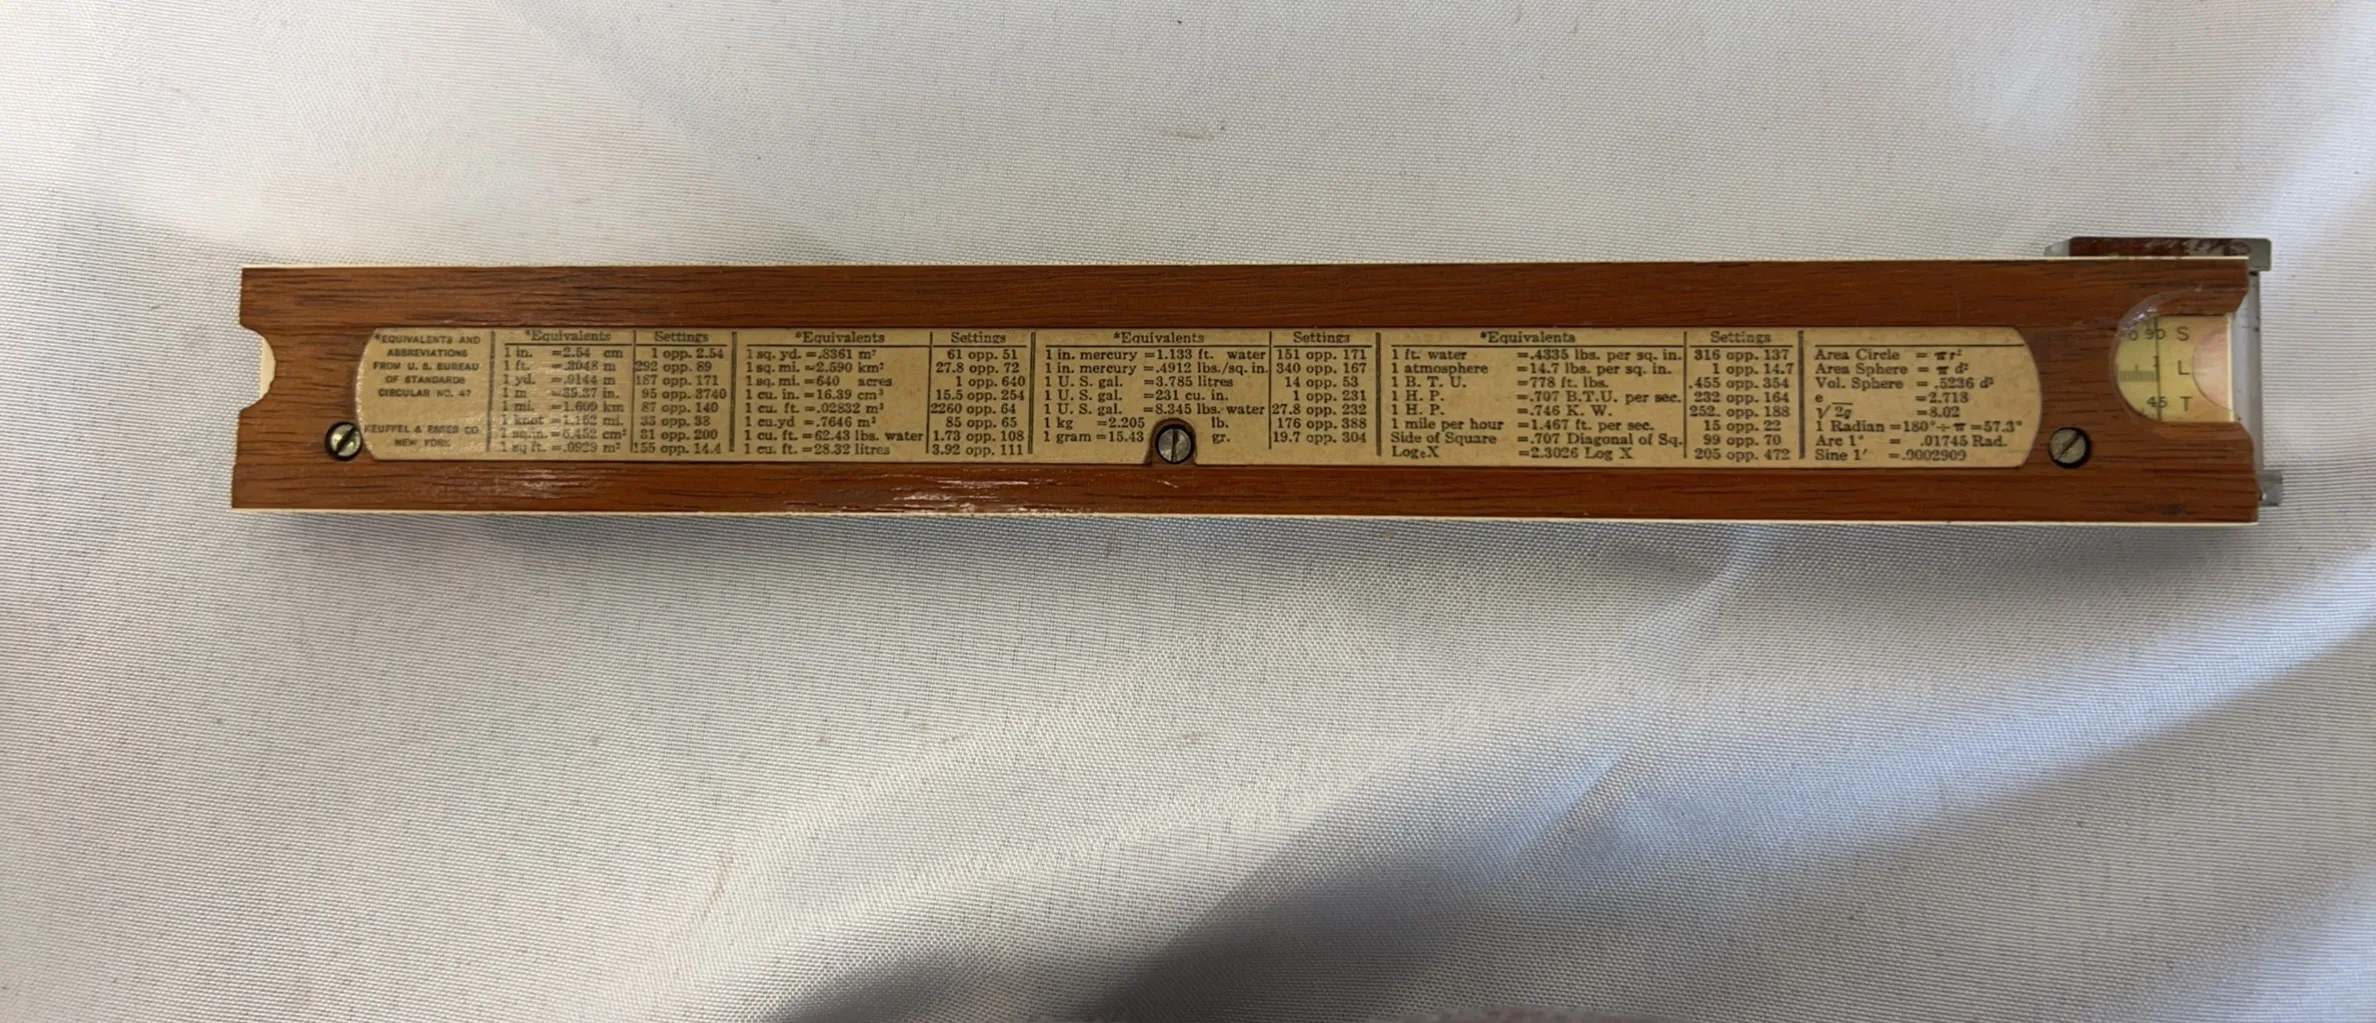 *EQUIVALENTS AND
ABBREVIATIONS
FROM U. S. BUREAU
OF STANDARDS
CIRCULAR NO. 47
KEUFFEL & ESSER CO.
NEW YORK
*Equivalents Settings
1 in. =2.54 cm 1 opp. 2.54
1 ft. =.3048 m 292 opp. 89
1 yd. =.9144 m 187 opp. 171
1 m =39.37 in. 95 opp. 3740
1 mi. =1.609 km 87 opp. 140
1 knot =1.152 mi. 33 opp. 38
1 sq.in. =6.452 cm² 31 opp. 200
1 sq ft. =.0929 m² 155 opp. 14.4
*Equivalents Settings
1 sq. yd. =.8361 m² 61 opp. 51
1 sq. mi. =2.590 km² 27.8 opp. 72
1 sq. mi. =640 acres 1 opp. 640
1 cu. in. =16.39 cm³ 15.5 opp. 254
1 cu. ft. =.02832 m³ 2260 opp. 64
1 cu.yd =.7646 m³ 85 opp. 65
1 cu. ft. =62.43 lbs. water 1.73 opp. 108
1 cu. ft. =28.32 litres 3.92 opp. 111
*Equivalents Settings
1 in. mercury =1.133 ft. water 151 opp. 171
1 in. mercury =.4912 lbs./sq. in. 340 opp. 167
1 U. S. gal. =3.785 litres 14 opp. 53
1 U. S. gal. =231 cu. in. 1 opp. 231
1 U. S. gal. =8.345 lbs. water 27.8 opp. 232
1 kg =2.205 lb. 176 opp. 388
1 gram =15.43 gr. 19.7 opp. 304
*Equivalents Settings
1 ft. water =.4335 lbs. per sq. in. 316 opp. 137
1 atmosphere =14.7 lbs. per sq. in. 1 opp. 14.7
1 B. T. U. =778 ft. lbs. .455 opp. 354
1 H. P. =.707 B.T.U. per sec. 232 opp. 164
1 H. P. =.746 K. W. 252. opp. 188
1 mile per hour =1.467 ft. per sec. 15 opp. 22
Side of Square =.707 Diagonal of Sq. 99 opp. 70
LogₑX =2.3026 Log X 205 opp. 472
Area Circle = πr²
Area Sphere = π d²
Vol. Sphere = .5236 d³
e =2.718
√2g =8.02
1 Radian =180°÷π=57.3°
Arc 1° = .01745 Rad.
Sine 1′ =.0002909
90 S
L
45 T